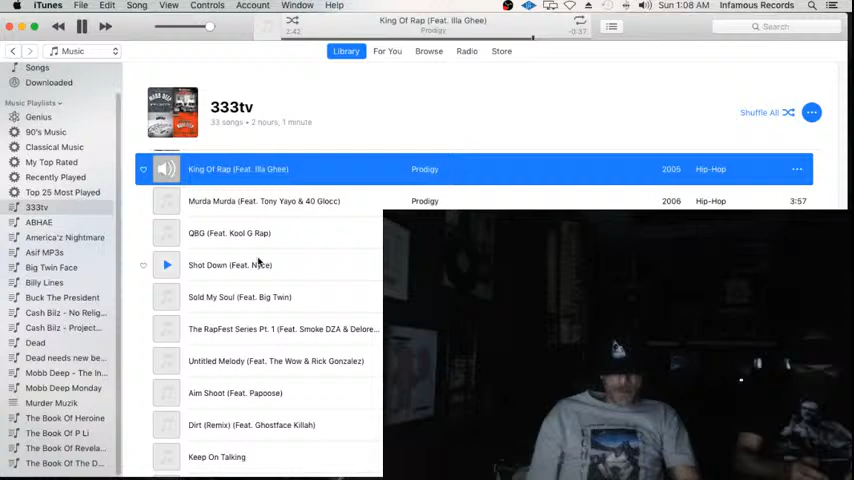 iTunes File Edit Song View Controls Account Window Help Sun 1:08 AM Infamous Records
King Of Rap (Feat. Illa Ghee)
2:42 Prodigy -0:37
Search
Music Library For You Browse Radio Store
Songs
Downloaded
Music Playlists
Genius
90's Music
Classical Music
My Top Rated
Recently Played
Top 25 Most Played
333tv
ABHAE
America'z Nightmare
Asif MP3s
Big Twin Face
Billy Lines
Buck The President
Cash Bilz - No Relig...
Cash Bilz - Project...
Dead
Dead needs new be...
Mobb Deep - The In...
Mobb Deep Monday
Murder Muzik
The Book Of Heroine
The Book Of P Li
The Book Of Revela...
The Book Of The D...
333tv
33 songs • 2 hours, 1 minute
Shuffle All
King Of Rap (Feat. Illa Ghee) Prodigy 2005 Hip-Hop
Murda Murda (Feat. Tony Yayo & 40 Glocc) Prodigy 2006 Hip-Hop 3:57
QBG (Feat. Kool G Rap)
Shot Down (Feat. Nyce)
Sold My Soul (Feat. Big Twin)
The RapFest Series Pt. 1 (Feat. Smoke DZA & Delore...
Untitled Melody (Feat. The Wow & Rick Gonzalez)
Aim Shoot (Feat. Papoose)
Dirt (Remix) (Feat. Ghostface Killah)
Keep On Talking